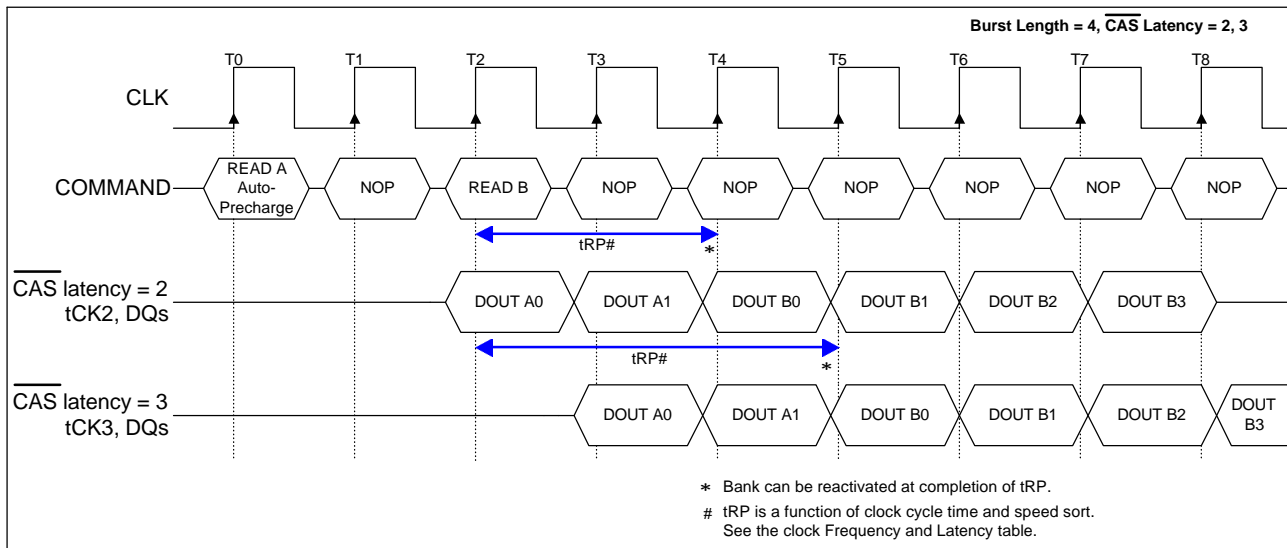 Burst Length = 4, CAS Latency = 2, 3
T0 T1 T2 T3 T4 T5 T6 T7 T8
CLK
COMMAND
READ A
Auto-
Precharge
NOP READ B NOP NOP NOP NOP NOP NOP
tRP#
*
CAS latency = 2
tCK2, DQs
DOUT A0 DOUT A1 DOUT B0 DOUT B1 DOUT B2 DOUT B3
tRP#
*
CAS latency = 3
tCK3, DQs
DOUT A0 DOUT A1 DOUT B0 DOUT B1 DOUT B2 DOUT
B3
* Bank can be reactivated at completion of tRP.
# tRP is a function of clock cycle time and speed sort.
See the clock Frequency and Latency table.